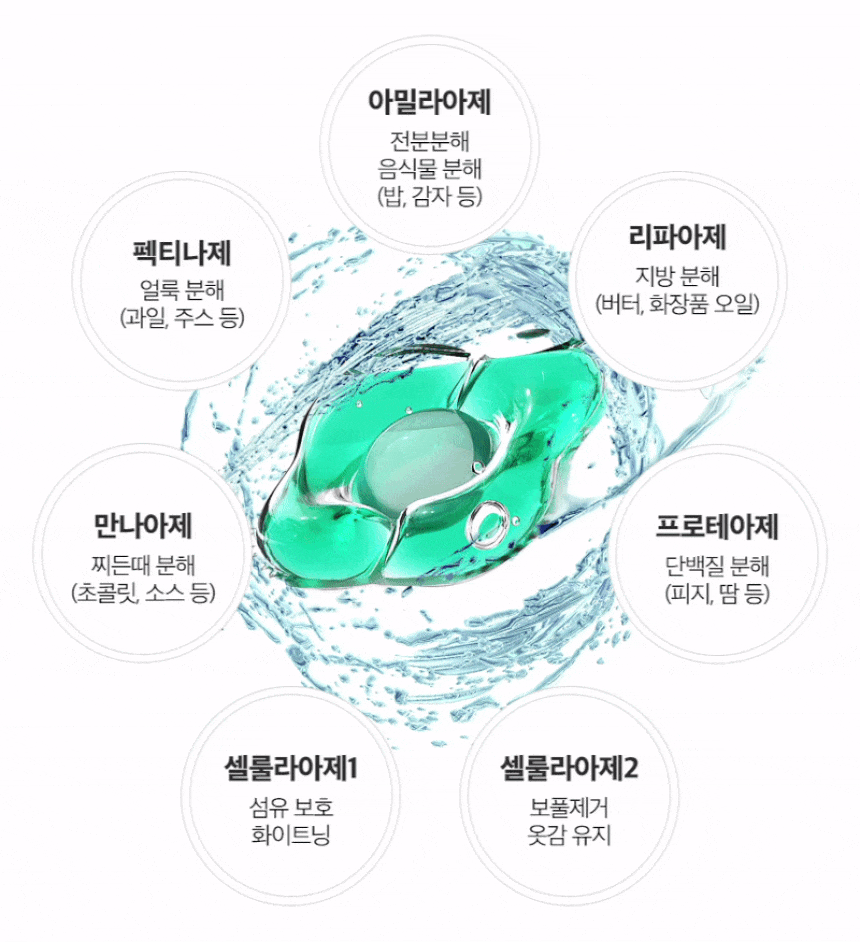 아밀라아제
전분분해
음식물 분해
(밥, 감자 등)
펙티나제
얼룩 분해
(과일, 주스 등)
리파아제
지방 분해
(버터, 화장품 오일)
만나아제
찌든때 분해
(초콜릿, 소스 등)
프로테아제
단백질 분해
(피지, 땀 등)
셀룰라아제1
섬유 보호
화이트닝
셀룰라아제2
보풀제거
옷감 유지